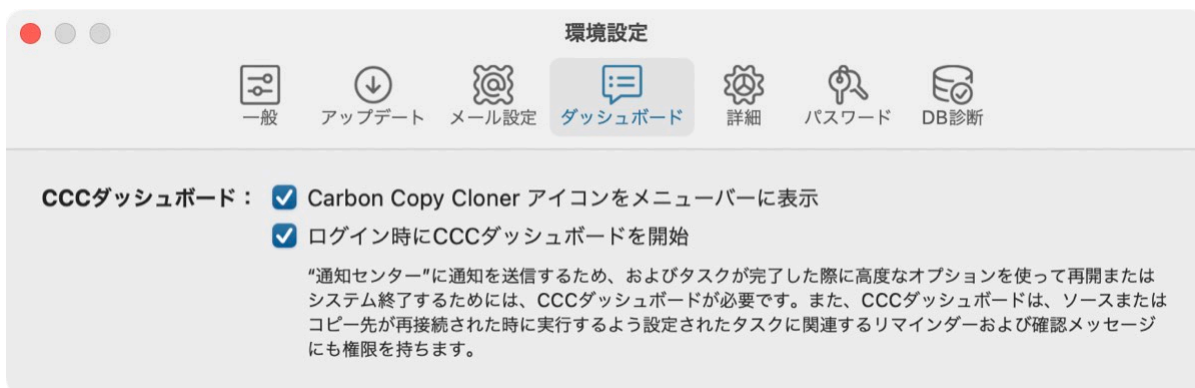 環境設定
一般 アップデート メール設定 ダッシュボード 詳細 パスワード DB診断
CCCダッシュボード： Carbon Copy Cloner アイコンをメニューバーに表示
ログイン時にCCCダッシュボードを開始
“通知センター”に通知を送信するため、およびタスクが完了した際に高度なオプションを使って再開または
システム終了するためには、CCCダッシュボードが必要です。また、CCCダッシュボードは、ソースまたは
コピー先が再接続された時に実行するよう設定されたタスクに関連するリマインダーおよび確認メッセージ
にも権限を持ちます。